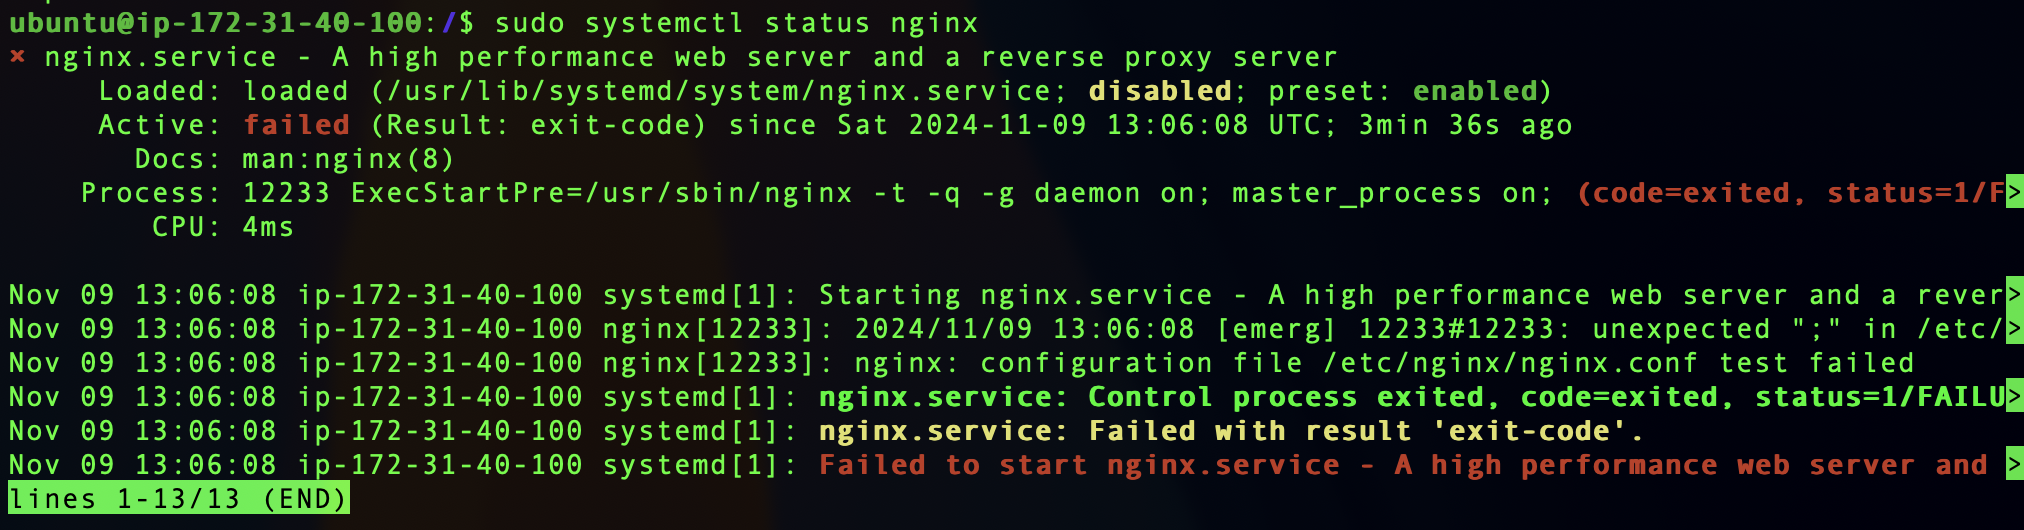 ubuntu@ip-172-31-40-100:/$ sudo systemctl status nginx
× nginx.service - A high performance web server and a reverse proxy server
     Loaded: loaded (/usr/lib/systemd/system/nginx.service; disabled; preset: enabled)
     Active: failed (Result: exit-code) since Sat 2024-11-09 13:06:08 UTC; 3min 36s ago
       Docs: man:nginx(8)
    Process: 12233 ExecStartPre=/usr/sbin/nginx -t -q -g daemon on; master_process on; (code=exited, status=1/F>
        CPU: 4ms

Nov 09 13:06:08 ip-172-31-40-100 systemd[1]: Starting nginx.service - A high performance web server and a rever>
Nov 09 13:06:08 ip-172-31-40-100 nginx[12233]: 2024/11/09 13:06:08 [emerg] 12233#12233: unexpected ";" in /etc/>
Nov 09 13:06:08 ip-172-31-40-100 nginx[12233]: nginx: configuration file /etc/nginx/nginx.conf test failed
Nov 09 13:06:08 ip-172-31-40-100 systemd[1]: nginx.service: Control process exited, code=exited, status=1/FAILU>
Nov 09 13:06:08 ip-172-31-40-100 systemd[1]: nginx.service: Failed with result 'exit-code'.
Nov 09 13:06:08 ip-172-31-40-100 systemd[1]: Failed to start nginx.service - A high performance web server and >
lines 1-13/13 (END)